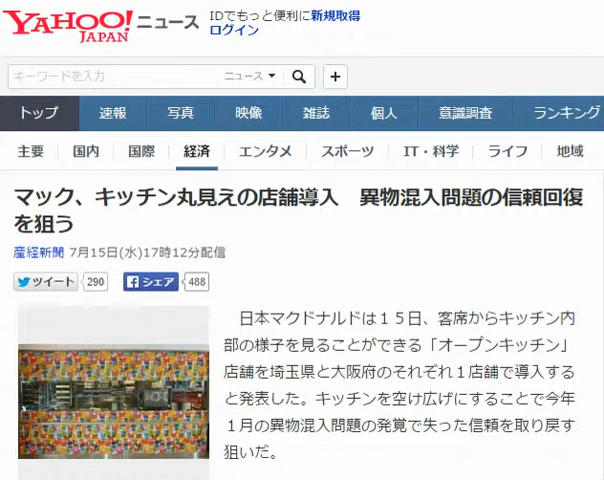 YAHOO! JAPAN ニュース
IDでもっと便利に新規取得
ログイン
キーワードを入力 ニュース
トップ 速報 写真 映像 雑誌 個人 意識調査 ランキング
主要 国内 国際 経済 エンタメ スポーツ IT・科学 ライフ 地域
マック、キッチン丸見えの店舗導入　異物混入問題の信頼回復
を狙う
産経新聞 7月15日(水)17時12分配信
ツイート 290 シェア 488
日本マクドナルドは１５日、客席からキッチン内
部の様子を見ることができる「オープンキッチン」
店舗を埼玉県と大阪府のそれぞれ１店舗で導入する
と発表した。キッチンを空け広げにすることで今年
１月の異物混入問題の発覚で失った信頼を取り戻す
狙いだ。